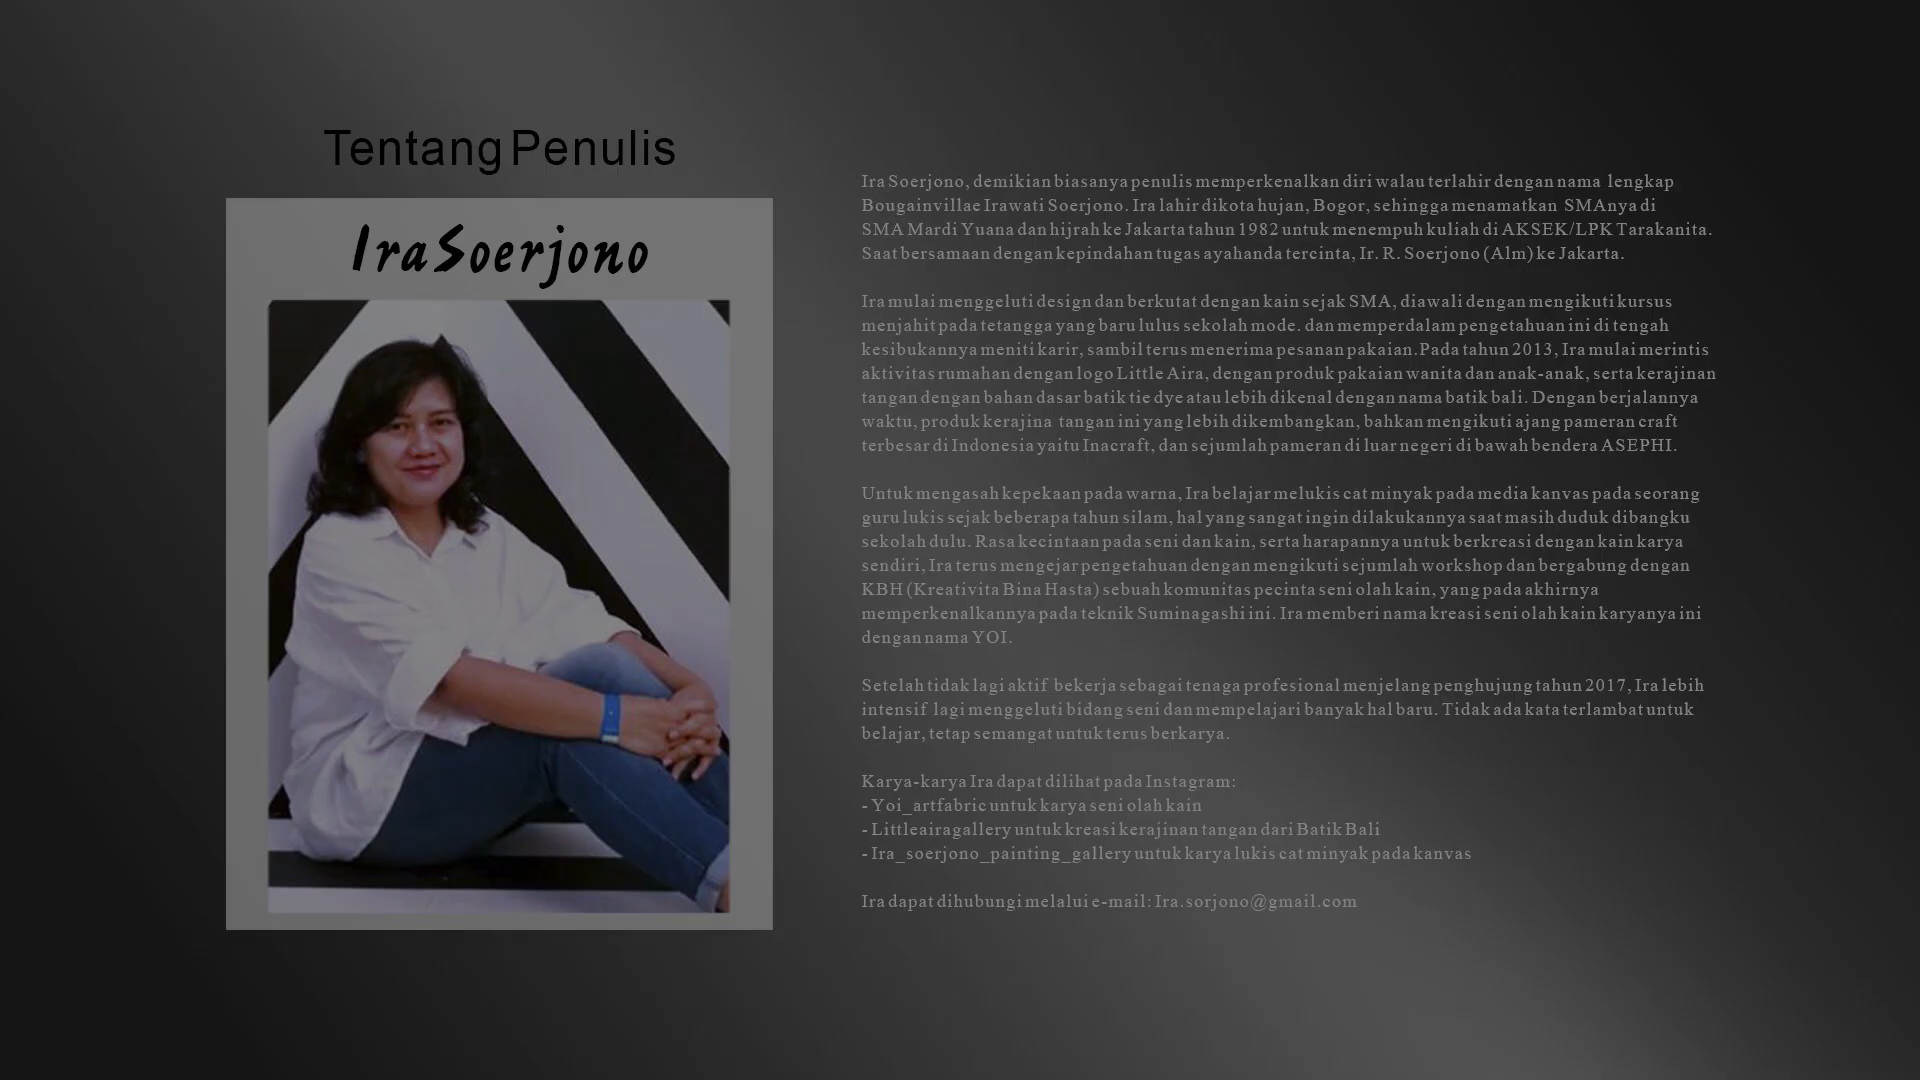 Tentang Penulis
Ira Soerjono
Ira Soerjono, demikian biasanya penulis memperkenalkan diri walau terlahir dengan nama lengkap
Bougainvillae Irawati Soerjono. Ira lahir dikota hujan, Bogor, sehingga menamatkan SMAnya di
SMA Mardi Yuana dan hijrah ke Jakarta tahun 1982 untuk menempuh kuliah di AKSEK/LPK Tarakanita.
Saat bersamaan dengan kepindahan tugas ayahanda tercinta, Ir. R. Soerjono (Alm) ke Jakarta.
Ira mulai menggeluti design dan berkutat dengan kain sejak SMA, diawali dengan mengikuti kursus
menjahit pada tetangga yang baru lulus sekolah mode. dan memperdalam pengetahuan ini di tengah
kesibukannya meniti karir, sambil terus menerima pesanan pakaian. Pada tahun 2013, Ira mulai merintis
aktivitas rumahan dengan logo Little Aira, dengan produk pakaian wanita dan anak-anak, serta kerajinan
tangan dengan bahan dasar batik tie dye atau lebih dikenal dengan nama batik bali. Dengan berjalannya
waktu, produk kerajina tangan ini yang lebih dikembangkan, bahkan mengikuti ajang pameran craft
terbesar di Indonesia yaitu Inacraft, dan sejumlah pameran di luar negeri di bawah bendera ASEPHI.
Untuk mengasah kepekaan pada warna, Ira belajar melukis cat minyak pada media kanvas pada seorang
guru lukis sejak beberapa tahun silam, hal yang sangat ingin dilakukannya saat masih duduk dibangku
sekolah dulu. Rasa kecintaan pada seni dan kain, serta harapannya untuk berkreasi dengan kain karya
sendiri, Ira terus mengejar pengetahuan dengan mengikuti sejumlah workshop dan bergabung dengan
KBH (Kreativita Bina Hasta) sebuah komunitas pecinta seni olah kain, yang pada akhirnya
memperkenalkannya pada teknik Suminagashi ini. Ira memberi nama kreasi seni olah kain karyanya ini
dengan nama YOI.
Setelah tidak lagi aktif bekerja sebagai tenaga profesional menjelang penghujung tahun 2017, Ira lebih
intensif lagi menggeluti bidang seni dan mempelajari banyak hal baru. Tidak ada kata terlambat untuk
belajar, tetap semangat untuk terus berkarya.
Karya-karya Ira dapat dilihat pada Instagram:
- Yoi_artfabric untuk karya seni olah kain
- Littleairagallery untuk kreasi kerajinan tangan dari Batik Bali
- Ira_soerjono_painting_gallery untuk karya lukis cat minyak pada kanvas
Ira dapat dihubungi melalui e-mail: Ira.sorjono@gmail.com